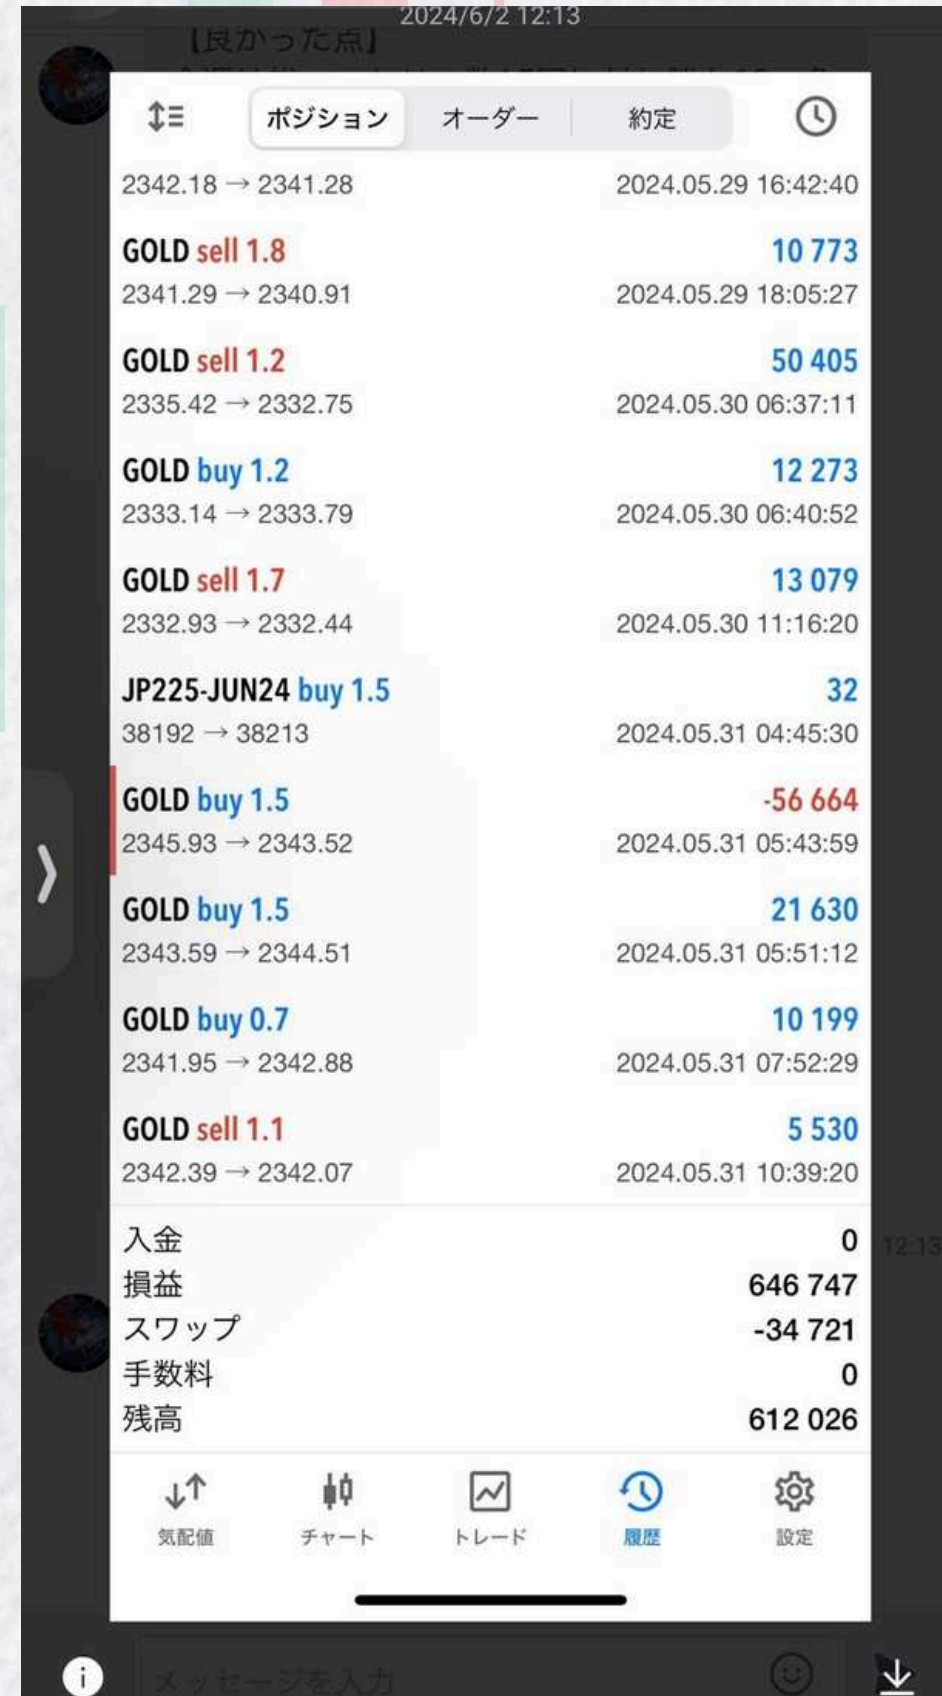 2024/6/2 12:13
【良かった点】
ポジション オーダー 約定
2342.18 → 2341.28 2024.05.29 16:42:40
GOLD sell 1.8 10 773
2341.29 → 2340.91 2024.05.29 18:05:27
GOLD sell 1.2 50 405
2335.42 → 2332.75 2024.05.30 06:37:11
GOLD buy 1.2 12 273
2333.14 → 2333.79 2024.05.30 06:40:52
GOLD sell 1.7 13 079
2332.93 → 2332.44 2024.05.30 11:16:20
JP225-JUN24 buy 1.5 32
38192 → 38213 2024.05.31 04:45:30
GOLD buy 1.5 -56 664
2345.93 → 2343.52 2024.05.31 05:43:59
GOLD buy 1.5 21 630
2343.59 → 2344.51 2024.05.31 05:51:12
GOLD buy 0.7 10 199
2341.95 → 2342.88 2024.05.31 07:52:29
GOLD sell 1.1 5 530
2342.39 → 2342.07 2024.05.31 10:39:20
入金 0
12:13
損益 646 747
スワップ -34 721
手数料 0
残高 612 026
気配値 チャート トレード 履歴 設定
メッセージを入力